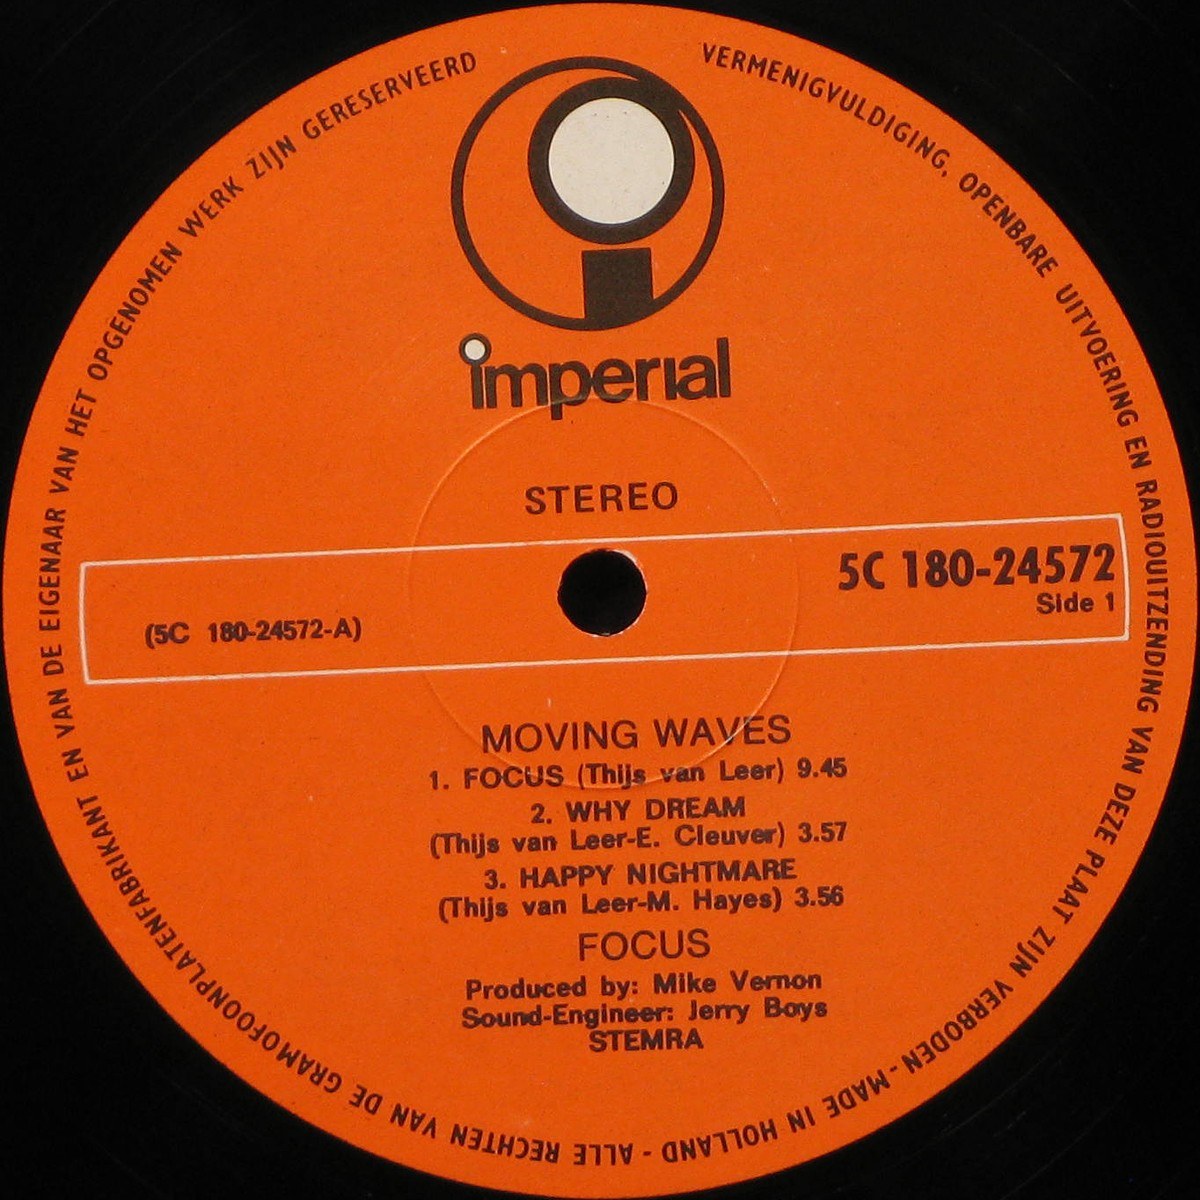 VERMENIGVULDIGING, OPENBARE UITVOERING EN RADIOUITZENDING VAN DEZE PLAAT ZIJN VERBODEN - MADE IN HOLLAND - ALLE RECHTEN VAN DE GRAMOFOONPLATENFABRIKANT EN VAN DE EIGENAAR VAN HET OPGENOMEN WERK ZIJN GERESERVEERD
imperial
STEREO
5C 180-24572
Side 1
(5C 180-24572-A)
MOVING WAVES
1. FOCUS (Thijs van Leer) 9.45
2. WHY DREAM
(Thijs van Leer-E. Cleuver) 3.57
3. HAPPY NIGHTMARE
(Thijs van Leer-M. Hayes) 3.56
FOCUS
Produced by: Mike Vernon
Sound-Engineer: Jerry Boys
STEMRA